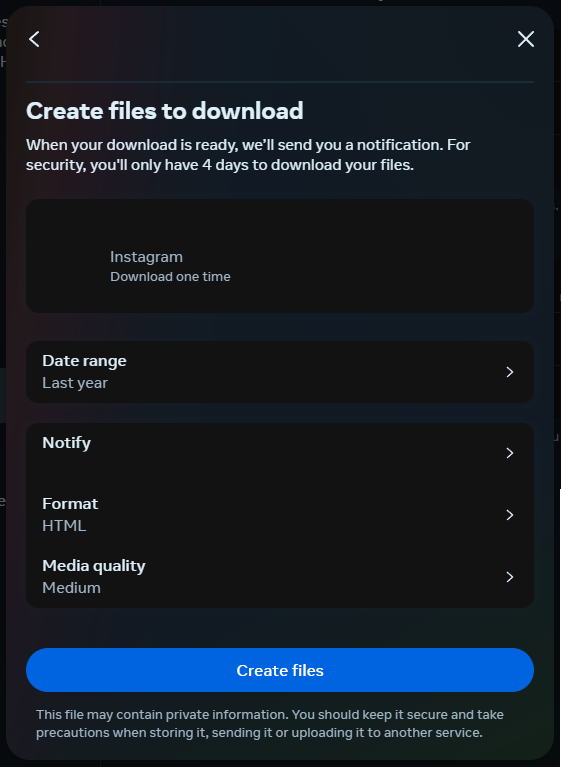 Create files to download
When your download is ready, we'll send you a notification. For
security, you'll only have 4 days to download your files.
Instagram
Download one time
Date range
Last year
Notify
Format
HTML
Media quality
Medium
Create files
This file may contain private information. You should keep it secure and take
precautions when storing it, sending it or uploading it to another service.